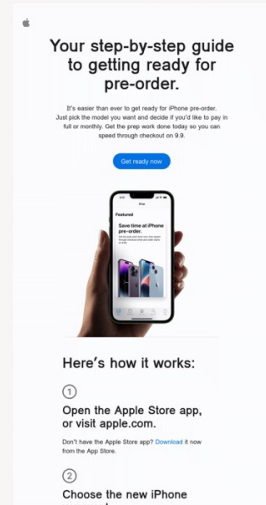 Your step-by-step guide
to getting ready for
pre-order.
It's easier than ever to get ready for iPhone pre-order.
Just pick the model you want and decide if you'd like to pay in
full or monthly. Get the prep work done today so you can
speed through checkout on 9.9.
Get ready now
Featured
Save time at iPhone
pre-order.
Here's how it works:
1
Open the Apple Store app,
or visit apple.com.
Don't have the Apple Store app? Download it now
from the App Store.
2
Choose the new iPhone